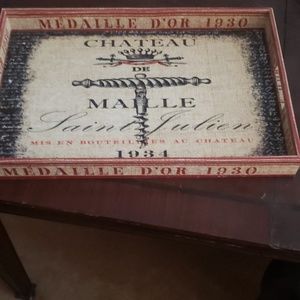 MÉDAILLE D'OR 1930
CHATEAU
DE
MAILLE
Saint Julien
MIS EN BOUTEILLES AU CHATEAU
1934
MÉDAILLE D'OR 1930